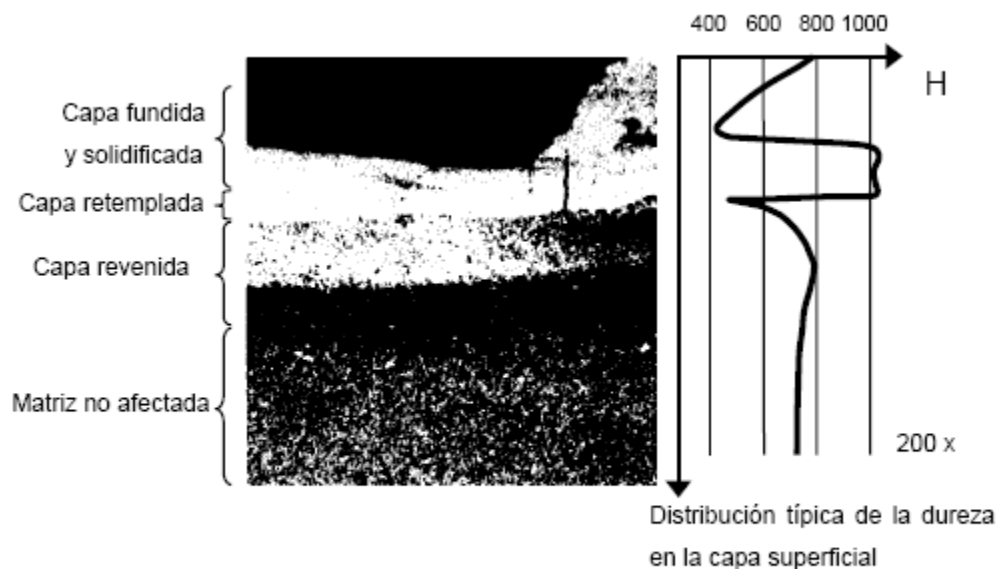 400 600 800 1000
H
Capa fundida
y solidificada
Capa retemplada
Capa revenida
Matriz no afectada
200 x
Distribución típica de la dureza
en la capa superficial